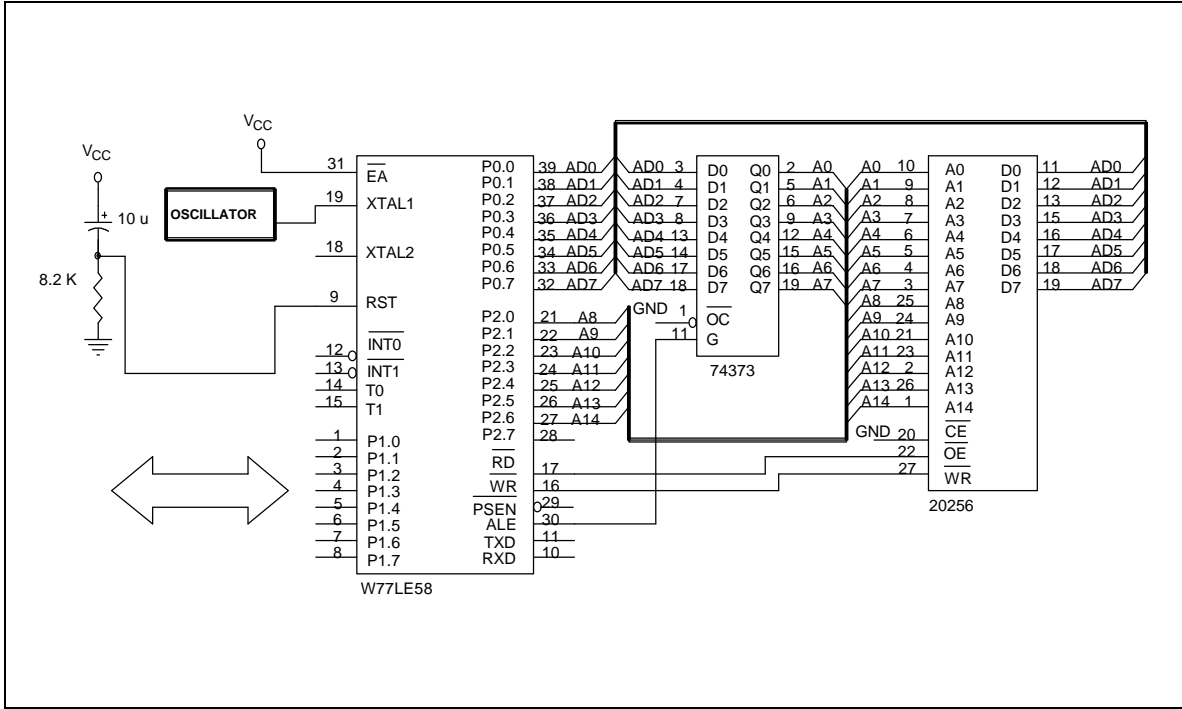 VCC
VCC
10 u
8.2 K
OSCILLATOR
31 EA
19 XTAL1
18 XTAL2
9 RST
12 INT0
13 INT1
14 T0
15 T1
1 P1.0
2 P1.1
3 P1.2
4 P1.3
5 P1.4
6 P1.5
7 P1.6
8 P1.7
P0.0 39 AD0
P0.1 38 AD1
P0.2 37 AD2
P0.3 36 AD3
P0.4 35 AD4
P0.5 34 AD5
P0.6 33 AD6
P0.7 32 AD7
P2.0 21 A8
P2.1 22 A9
P2.2 23 A10
P2.3 24 A11
P2.4 25 A12
P2.5 26 A13
P2.6 27 A14
P2.7 28
RD 17
WR 16
PSEN 29
ALE 30
TXD 11
RXD 10
W77LE58
AD0 3 D0 Q0 2 A0
AD1 4 D1 Q1 5 A1
AD2 7 D2 Q2 6 A2
AD3 8 D3 Q3 9 A3
AD4 13 D4 Q4 12 A4
AD5 14 D5 Q5 15 A5
AD6 17 D6 Q6 16 A6
AD7 18 D7 Q7 19 A7
GND 1 OC
11 G
74373
A0 10 A0 D0 11 AD0
A1 9 A1 D1 12 AD1
A2 8 A2 D2 13 AD2
A3 7 A3 D3 15 AD3
A4 6 A4 D4 16 AD4
A5 5 A5 D5 17 AD5
A6 4 A6 D6 18 AD6
A7 3 A7 D7 19 AD7
A8 25 A8
A9 24 A9
A10 21 A10
A11 23 A11
A12 2 A12
A13 26 A13
A14 1 A14
GND 20 CE
22 OE
27 WR
20256